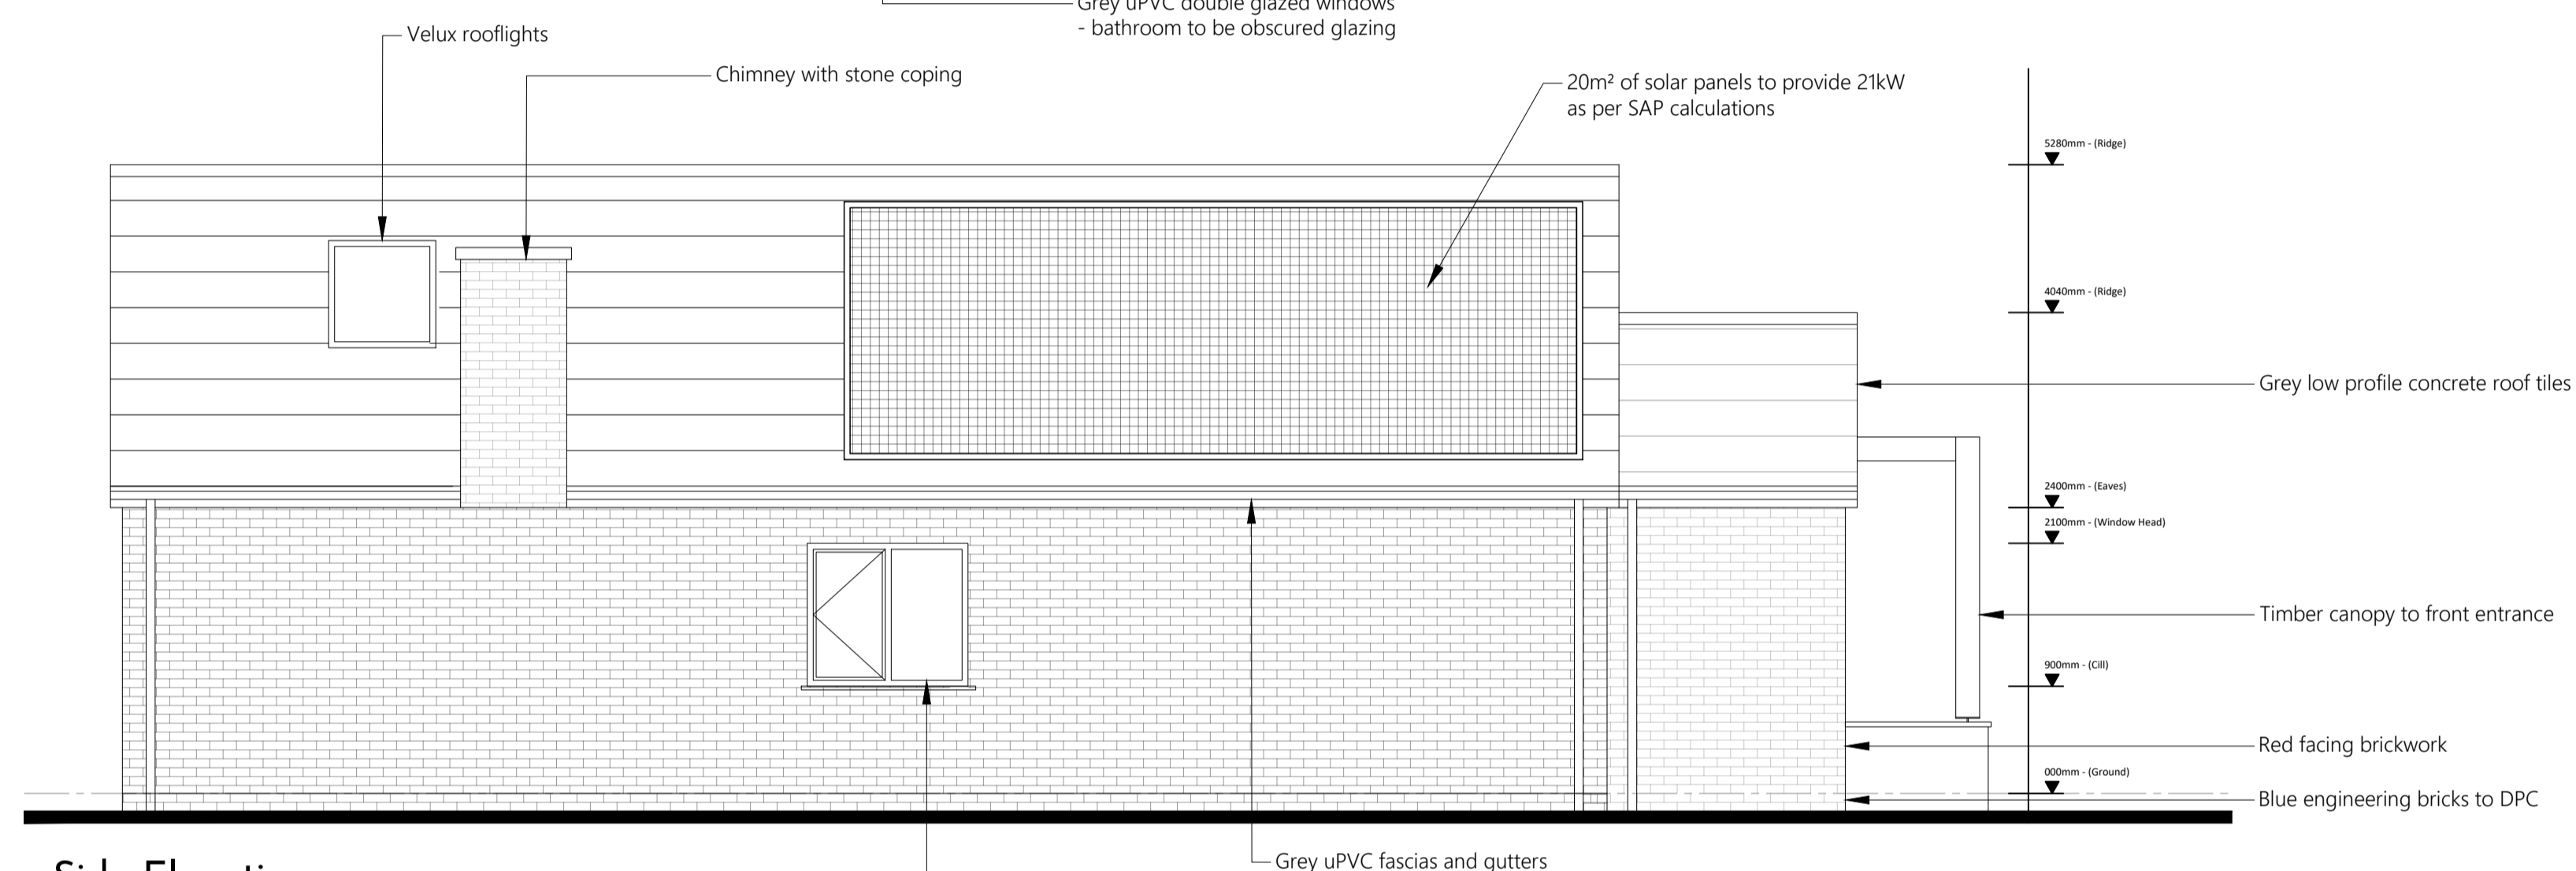 Grey uPVC double glazed windows
- bathroom to be obscured glazing
Velux rooflights
Chimney with stone coping
20m² of solar panels to provide 21kW
as per SAP calculations
5280mm - (Ridge)
4040mm - (Ridge)
Grey low profile concrete roof tiles
2400mm - (Eaves)
2100mm - (Window Head)
Timber canopy to front entrance
900mm - (Cill)
Red facing brickwork
000mm - (Ground)
Blue engineering bricks to DPC
Grey uPVC fascias and gutters